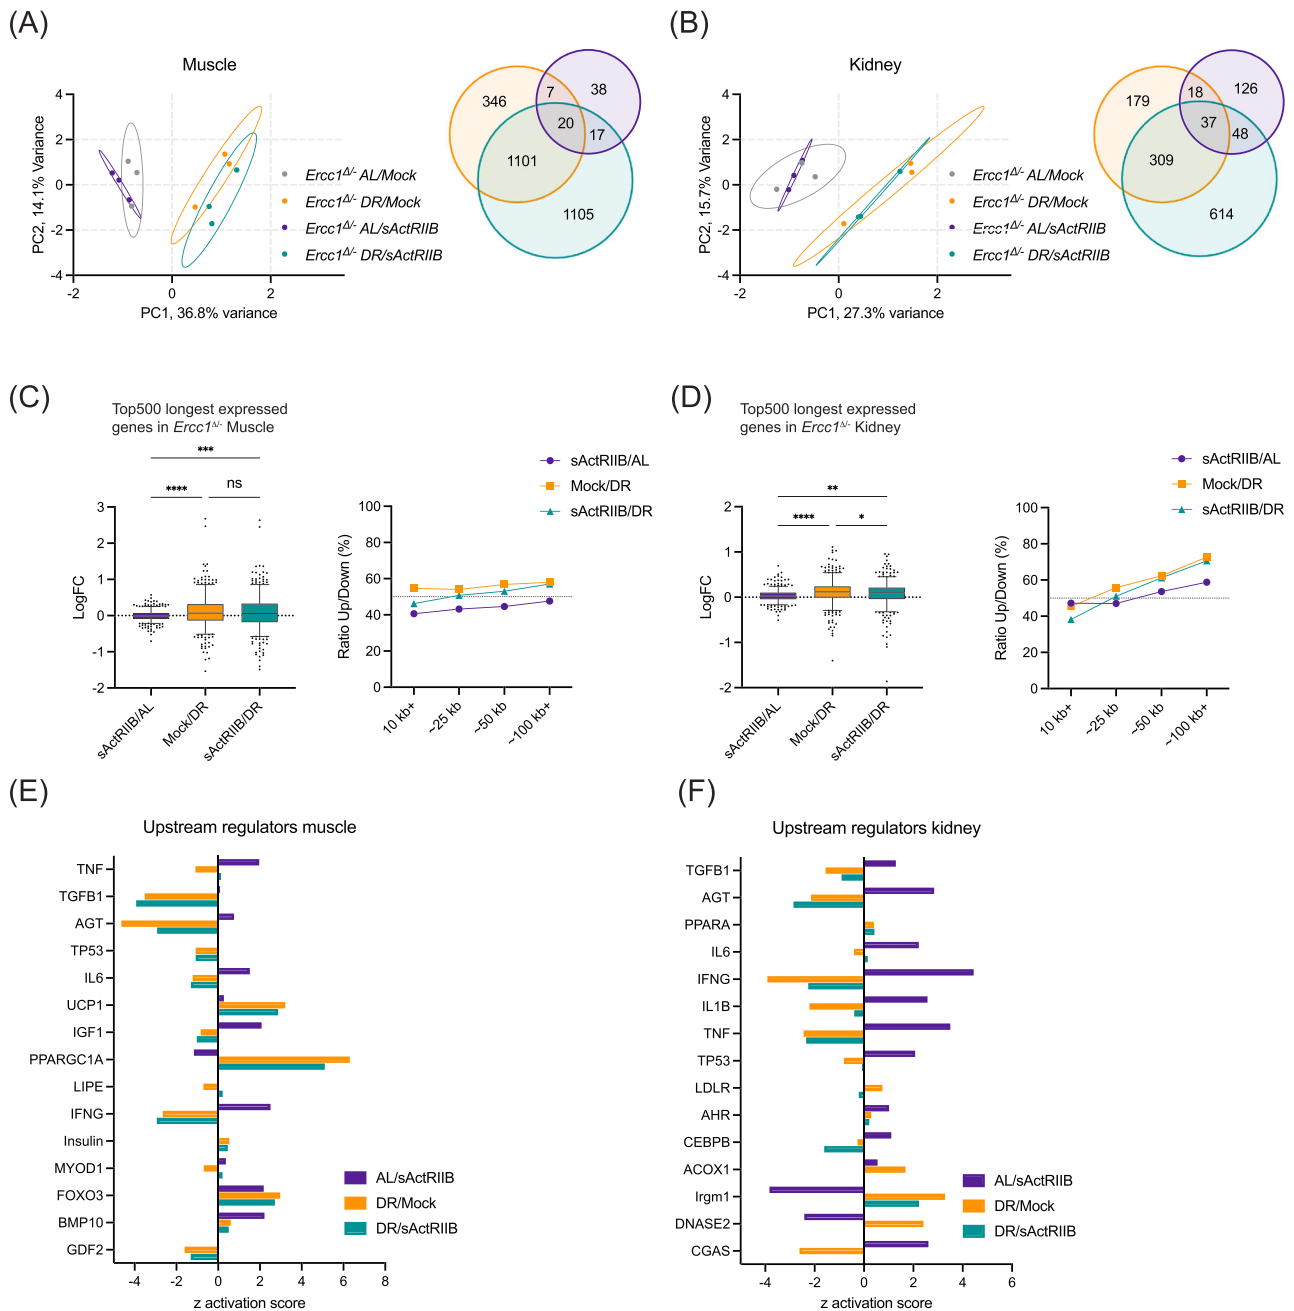 (A)
Muscle
4
2
0
-2
-4
PC2, 14.1% Variance
-2
0
2
PC1, 36.8% variance
Ercc1Δ/- AL/Mock
Ercc1Δ/- DR/Mock
Ercc1Δ/- AL/sActRIIB
Ercc1Δ/- DR/sActRIIB
346
7
38
20
17
1101
1105
(B)
Kidney
4
2
0
-2
-4
PC2, 15.7% Variance
-2
0
2
PC1, 27.3% variance
Ercc1Δ/- AL/Mock
Ercc1Δ/- DR/Mock
Ercc1Δ/- AL/sActRIIB
Ercc1Δ/- DR/sActRIIB
179
18
126
37
48
309
614
(C)
Top500 longest expressed
genes in Ercc1Δ/- Muscle
***
****
ns
3
2
1
0
-1
-2
LogFC
sActRIIB/AL
Mock/DR
sActRIIB/DR
sActRIIB/AL
Mock/DR
sActRIIB/DR
100
80
60
40
20
0
Ratio Up/Down (%)
10 kb+
~25 kb
~50 kb
~100 kb+
(D)
Top500 longest expressed
genes in Ercc1Δ/- Kidney
**
****
*
2
1
0
-1
-2
LogFC
sActRIIB/AL
Mock/DR
sActRIIB/DR
sActRIIB/AL
Mock/DR
sActRIIB/DR
100
80
60
40
20
0
Ratio Up/Down (%)
10 kb+
~25 kb
~50 kb
~100 kb+
(E)
Upstream regulators muscle
TNF
TGFB1
AGT
TP53
IL6
UCP1
IGF1
PPARGC1A
LIPE
IFNG
Insulin
MYOD1
FOXO3
BMP10
GDF2
AL/sActRIIB
DR/Mock
DR/sActRIIB
-4
-2
0
2
4
6
8
z activation score
(F)
Upstream regulators kidney
TGFB1
AGT
PPARA
IL6
IFNG
IL1B
TNF
TP53
LDLR
AHR
CEBPB
ACOX1
Irgm1
DNASE2
CGAS
AL/sActRIIB
DR/Mock
DR/sActRIIB
-4
-2
0
2
4
6
z activation score